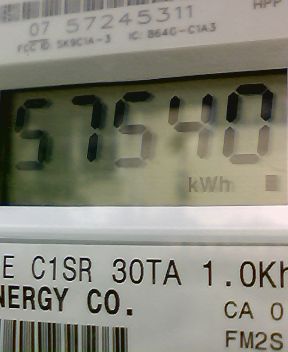 HPP
07 57245311
FCC ID: SK9C1A-3 IC: 864G-C1A3
57540
kWh
E C1SR 30TA 1.0Kh
NERGY CO.
CA 0
FM2S